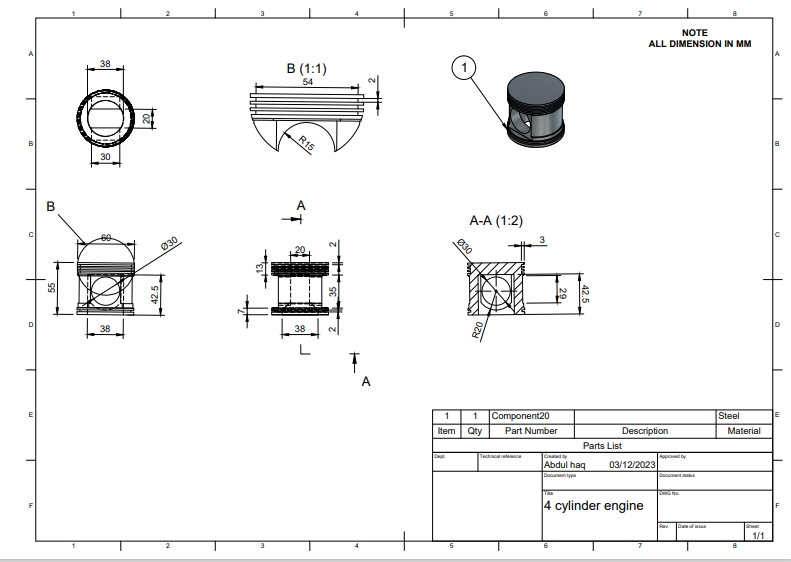 1 2 3 4 5 6 7 8
NOTE
ALL DIMENSION IN MM
A A
38
20
30
B (1:1)
54
2
R15
1
B B
B
60
Ø30
55
42.5
38
A
20
2
13
35
7
38
2
A
A-A (1:2)
Ø30
3
29
42.5
R20
C C
D D
E E
1 1 Component20 Steel
Item Qty Part Number Description Material
Parts List
Dept. Technical reference Created by Approved by
Abdul haq 03/12/2023
Document type Document status
Title DWG No.
4 cylinder engine
Rev. Date of issue Sheet
1/1
F F
1 2 3 4 5 6 7 8